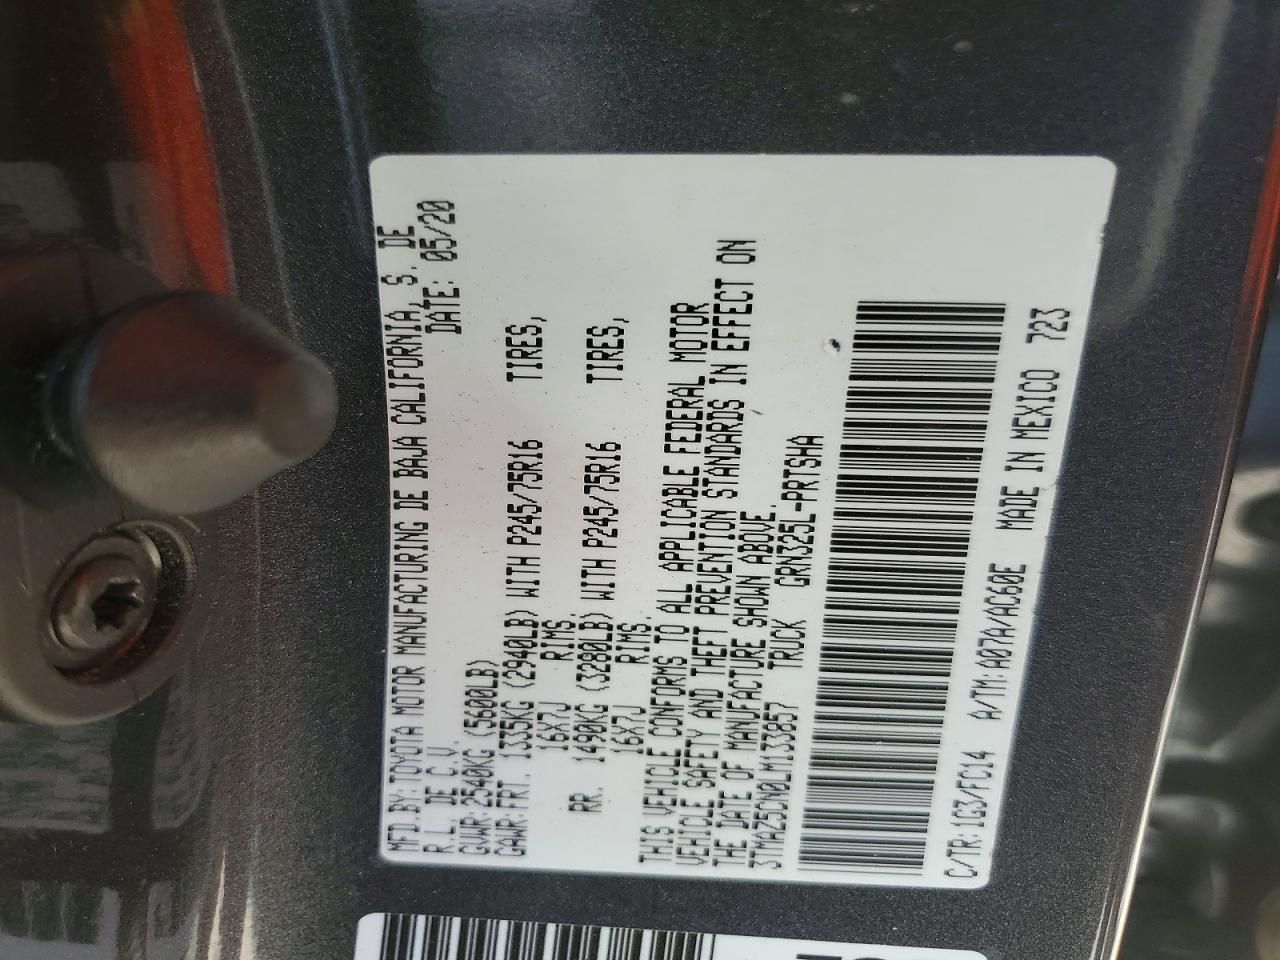 MFD.BY:TOYOTA MOTOR MANUFACTURING DE BAJA CALIFORNIA, S. DE
R.L. DE C.V. DATE: 05/20
GVWR:2540KG (5600LB)
GAWR:FRT. 1335KG (2940LB) WITH P245/75R16 TIRES,
16X7J RIMS,
RR. 1490KG (3280LB) WITH P245/75R16 TIRES,
16X7J RIMS.
THIS VEHICLE CONFORMS TO ALL APPLICABLE FEDERAL MOTOR
VEHICLE SAFETY AND THEFT PREVENTION STANDARDS IN EFFECT ON
THE DATE OF MANUFACTURE SHOWN ABOVE.
3TMAZ5CN0LM133857 TRUCK GRN325L-PRTSHA
C/TR: 1G3/FC14 A/TM: A07A/AC60E MADE IN MEXICO 723